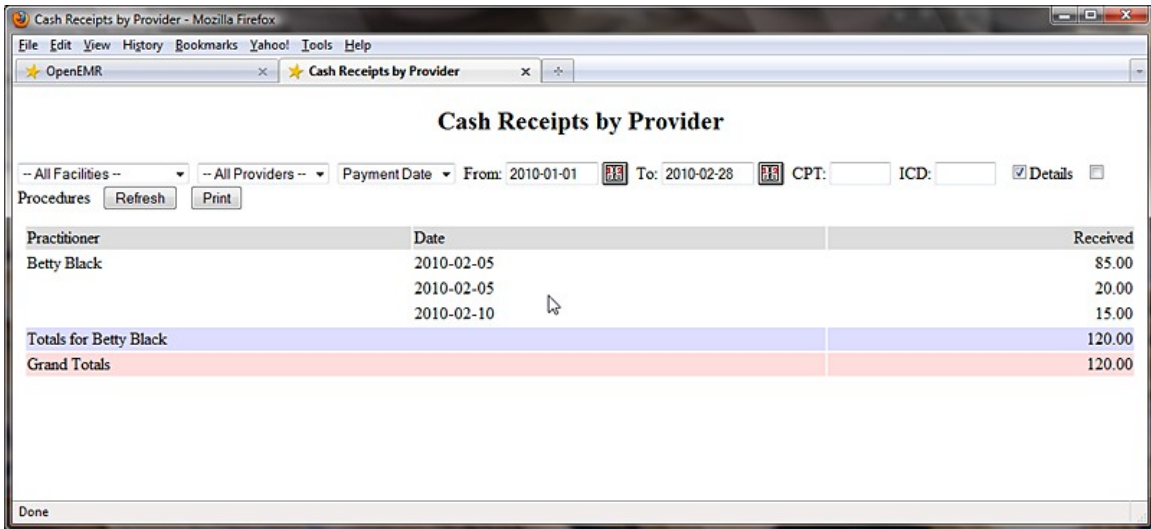 Cash Receipts by Provider - Mozilla Firefox
File Edit View History Bookmarks Yahoo! Tools Help
OpenEMR Cash Receipts by Provider
Cash Receipts by Provider
-- All Facilities -- -- All Providers -- Payment Date From: 2010-01-01 To: 2010-02-28 CPT: ICD: Details
Procedures Refresh Print
Practitioner Date Received
Betty Black 2010-02-05 85.00
2010-02-05 20.00
2010-02-10 15.00
Totals for Betty Black 120.00
Grand Totals 120.00
Done